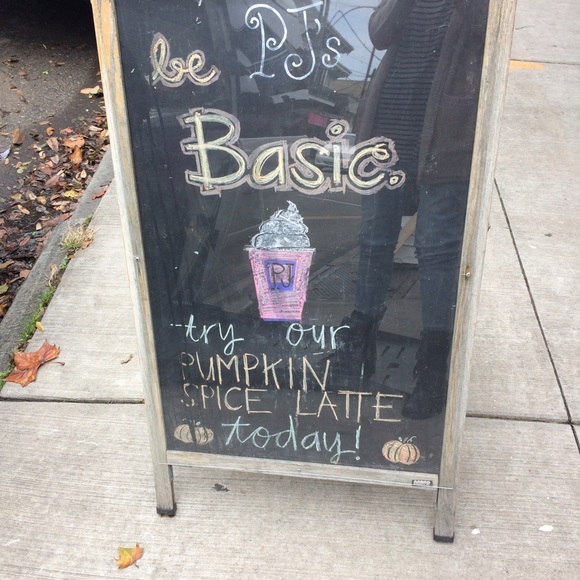 PJ's
be
Basic.
PJ
try our
PUMPKIN
SPICE LATTE
today!